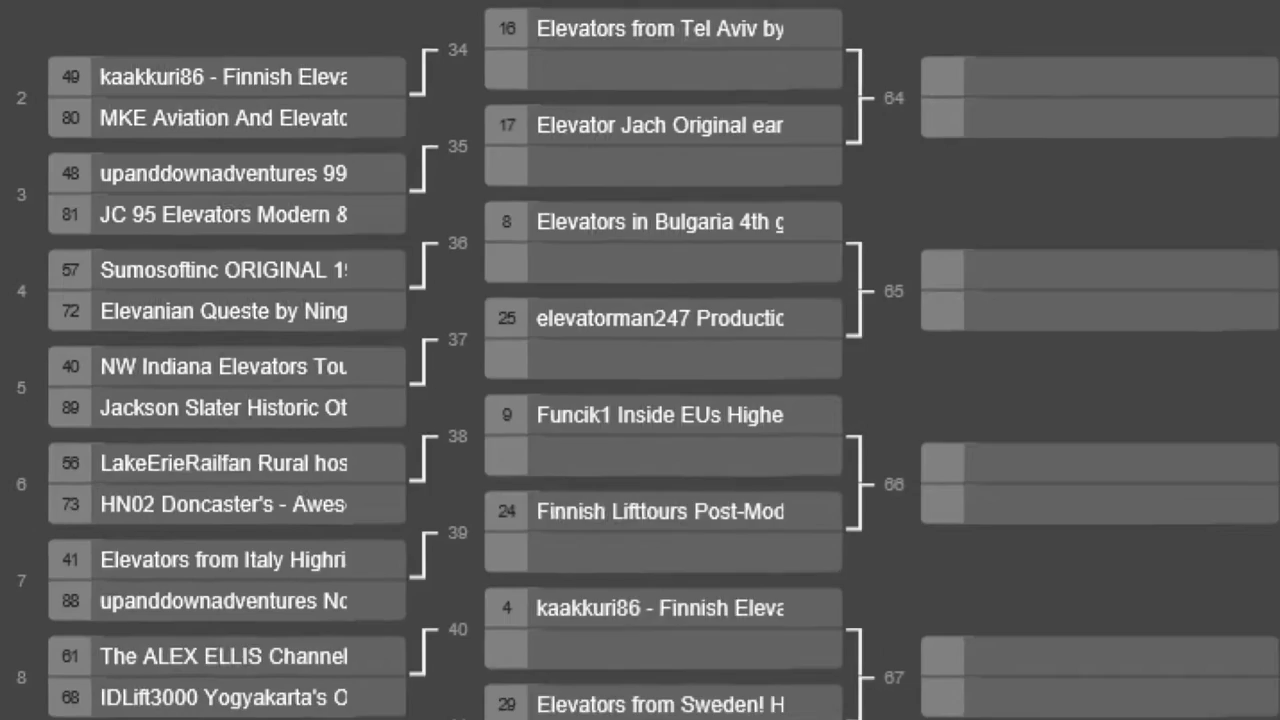 2
49 kaakkuri86 - Finnish Eleva
80 MKE Aviation And Elevato
3
48 upanddownadventures 99
81 JC 95 Elevators Modern &
4
57 Sumosoftinc ORIGINAL 19
72 Elevanian Queste by Ning
5
40 NW Indiana Elevators Tou
89 Jackson Slater Historic Ot
6
56 LakeErieRailfan Rural hos
73 HN02 Doncaster's - Awes
7
41 Elevators from Italy Highri
88 upanddownadventures No
8
61 The ALEX ELLIS Channel
68 IDLift3000 Yogyakarta's O
34
16 Elevators from Tel Aviv by
35
17 Elevator Jach Original ear
36
8 Elevators in Bulgaria 4th g
37
25 elevatorman247 Productio
38
9 Funcik1 Inside EUs Highe
39
24 Finnish Lifttours Post-Mod
40
4 kaakkuri86 - Finnish Eleva
29 Elevators from Sweden! H
64
65
66
67